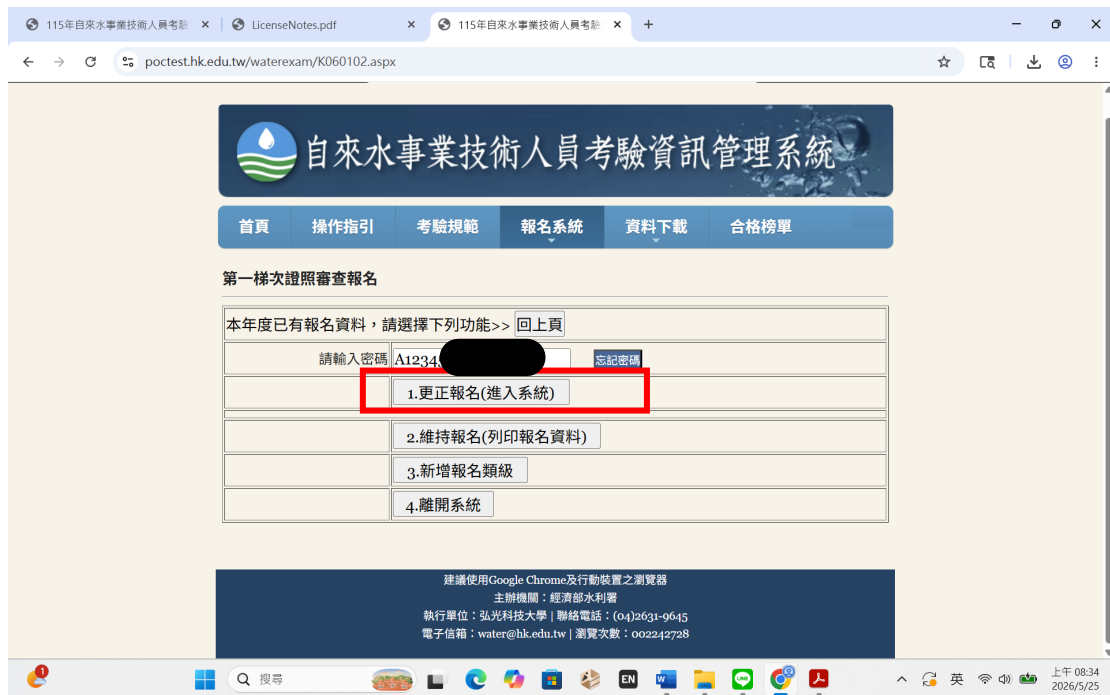 115年自來水事業技術人員考驗
LicenseNotes.pdf
115年自來水事業技術人員考驗
poctest.hk.edu.tw/waterexam/K060102.aspx
自來水事業技術人員考驗資訊管理系統
首頁 操作指引 考驗規範 報名系統 資料下載 合格榜單
第一梯次證照審查報名
本年度已有報名資料，請選擇下列功能>> 回上頁
請輸入密碼 A1234 忘記密碼
1.更正報名(進入系統)
2.維持報名(列印報名資料)
3.新增報名類級
4.離開系統
建議使用Google Chrome及行動裝置之瀏覽器
主辦機關：經濟部水利署
執行單位：弘光科技大學 | 聯絡電話：(04)2631-9645
電子信箱：water@hk.edu.tw | 瀏覽次數：002242728
1
搜尋
EN
英
上午 08:34
2026/5/25